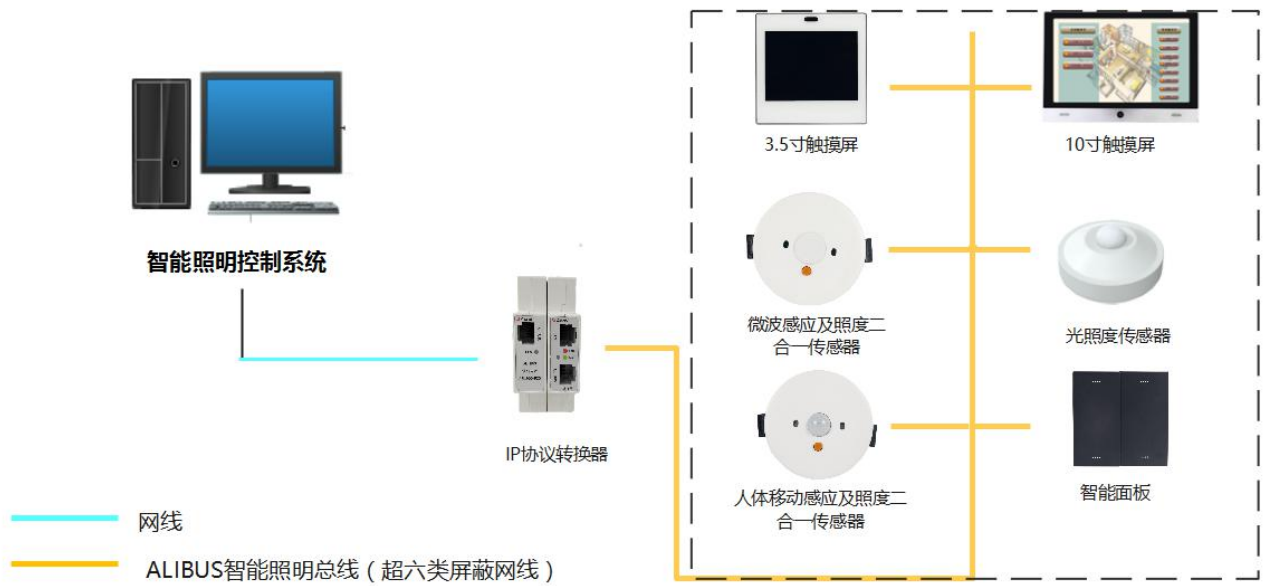 3.5寸触摸屏
10寸触摸屏
智能照明控制系统
微波感应及照度二
合一传感器
光照度传感器
IP协议转换器
人体移动感应及照度二
合一传感器
智能面板
网线
ALIBUS智能照明总线（超六类屏蔽网线）